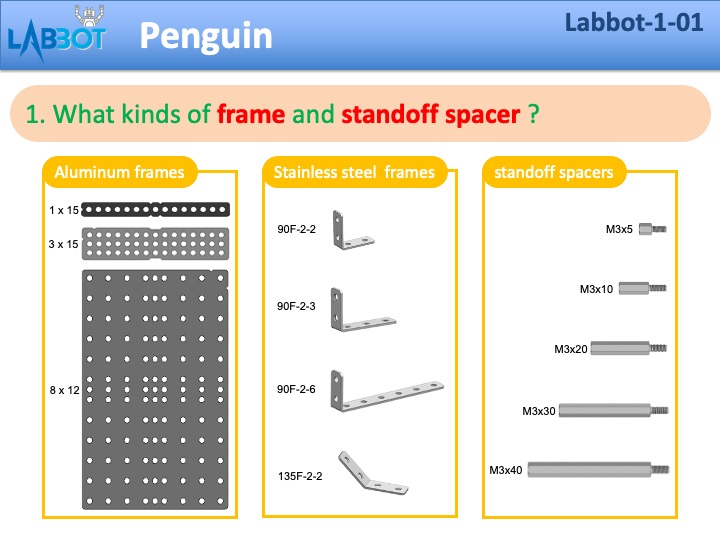 LABBOT
Penguin
Labbot-1-01
1. What kinds of frame and standoff spacer ?
Aluminum frames
1 x 15
3 x 15
8 x 12
Stainless steel frames
90F-2-2
90F-2-3
90F-2-6
135F-2-2
standoff spacers
M3x5
M3x10
M3x20
M3x30
M3x40